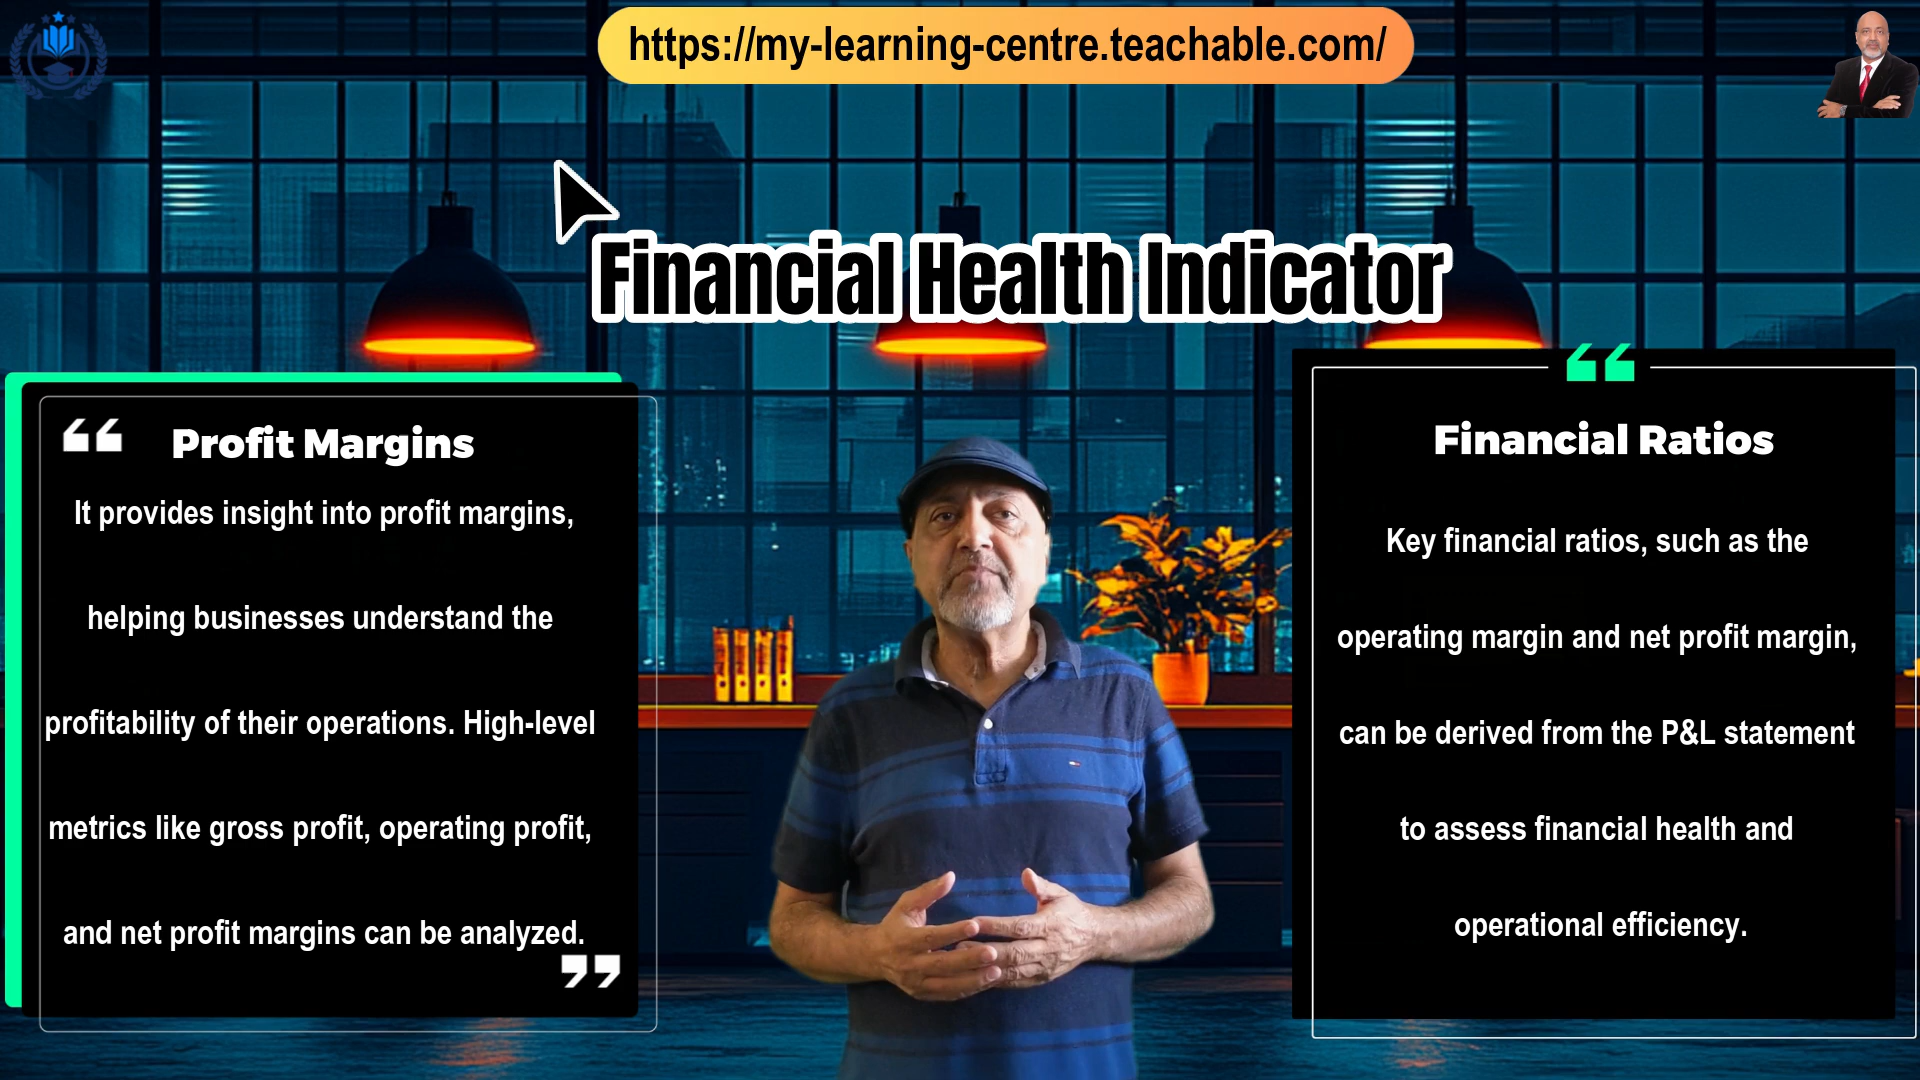 https://my-learning-centre.teachable.com/
Financial Health Indicator
Profit Margins
It provides insight into profit margins,
helping businesses understand the
profitability of their operations. High-level
metrics like gross profit, operating profit,
and net profit margins can be analyzed.
Financial Ratios
Key financial ratios, such as the
operating margin and net profit margin,
can be derived from the P&L statement
to assess financial health and
operational efficiency.